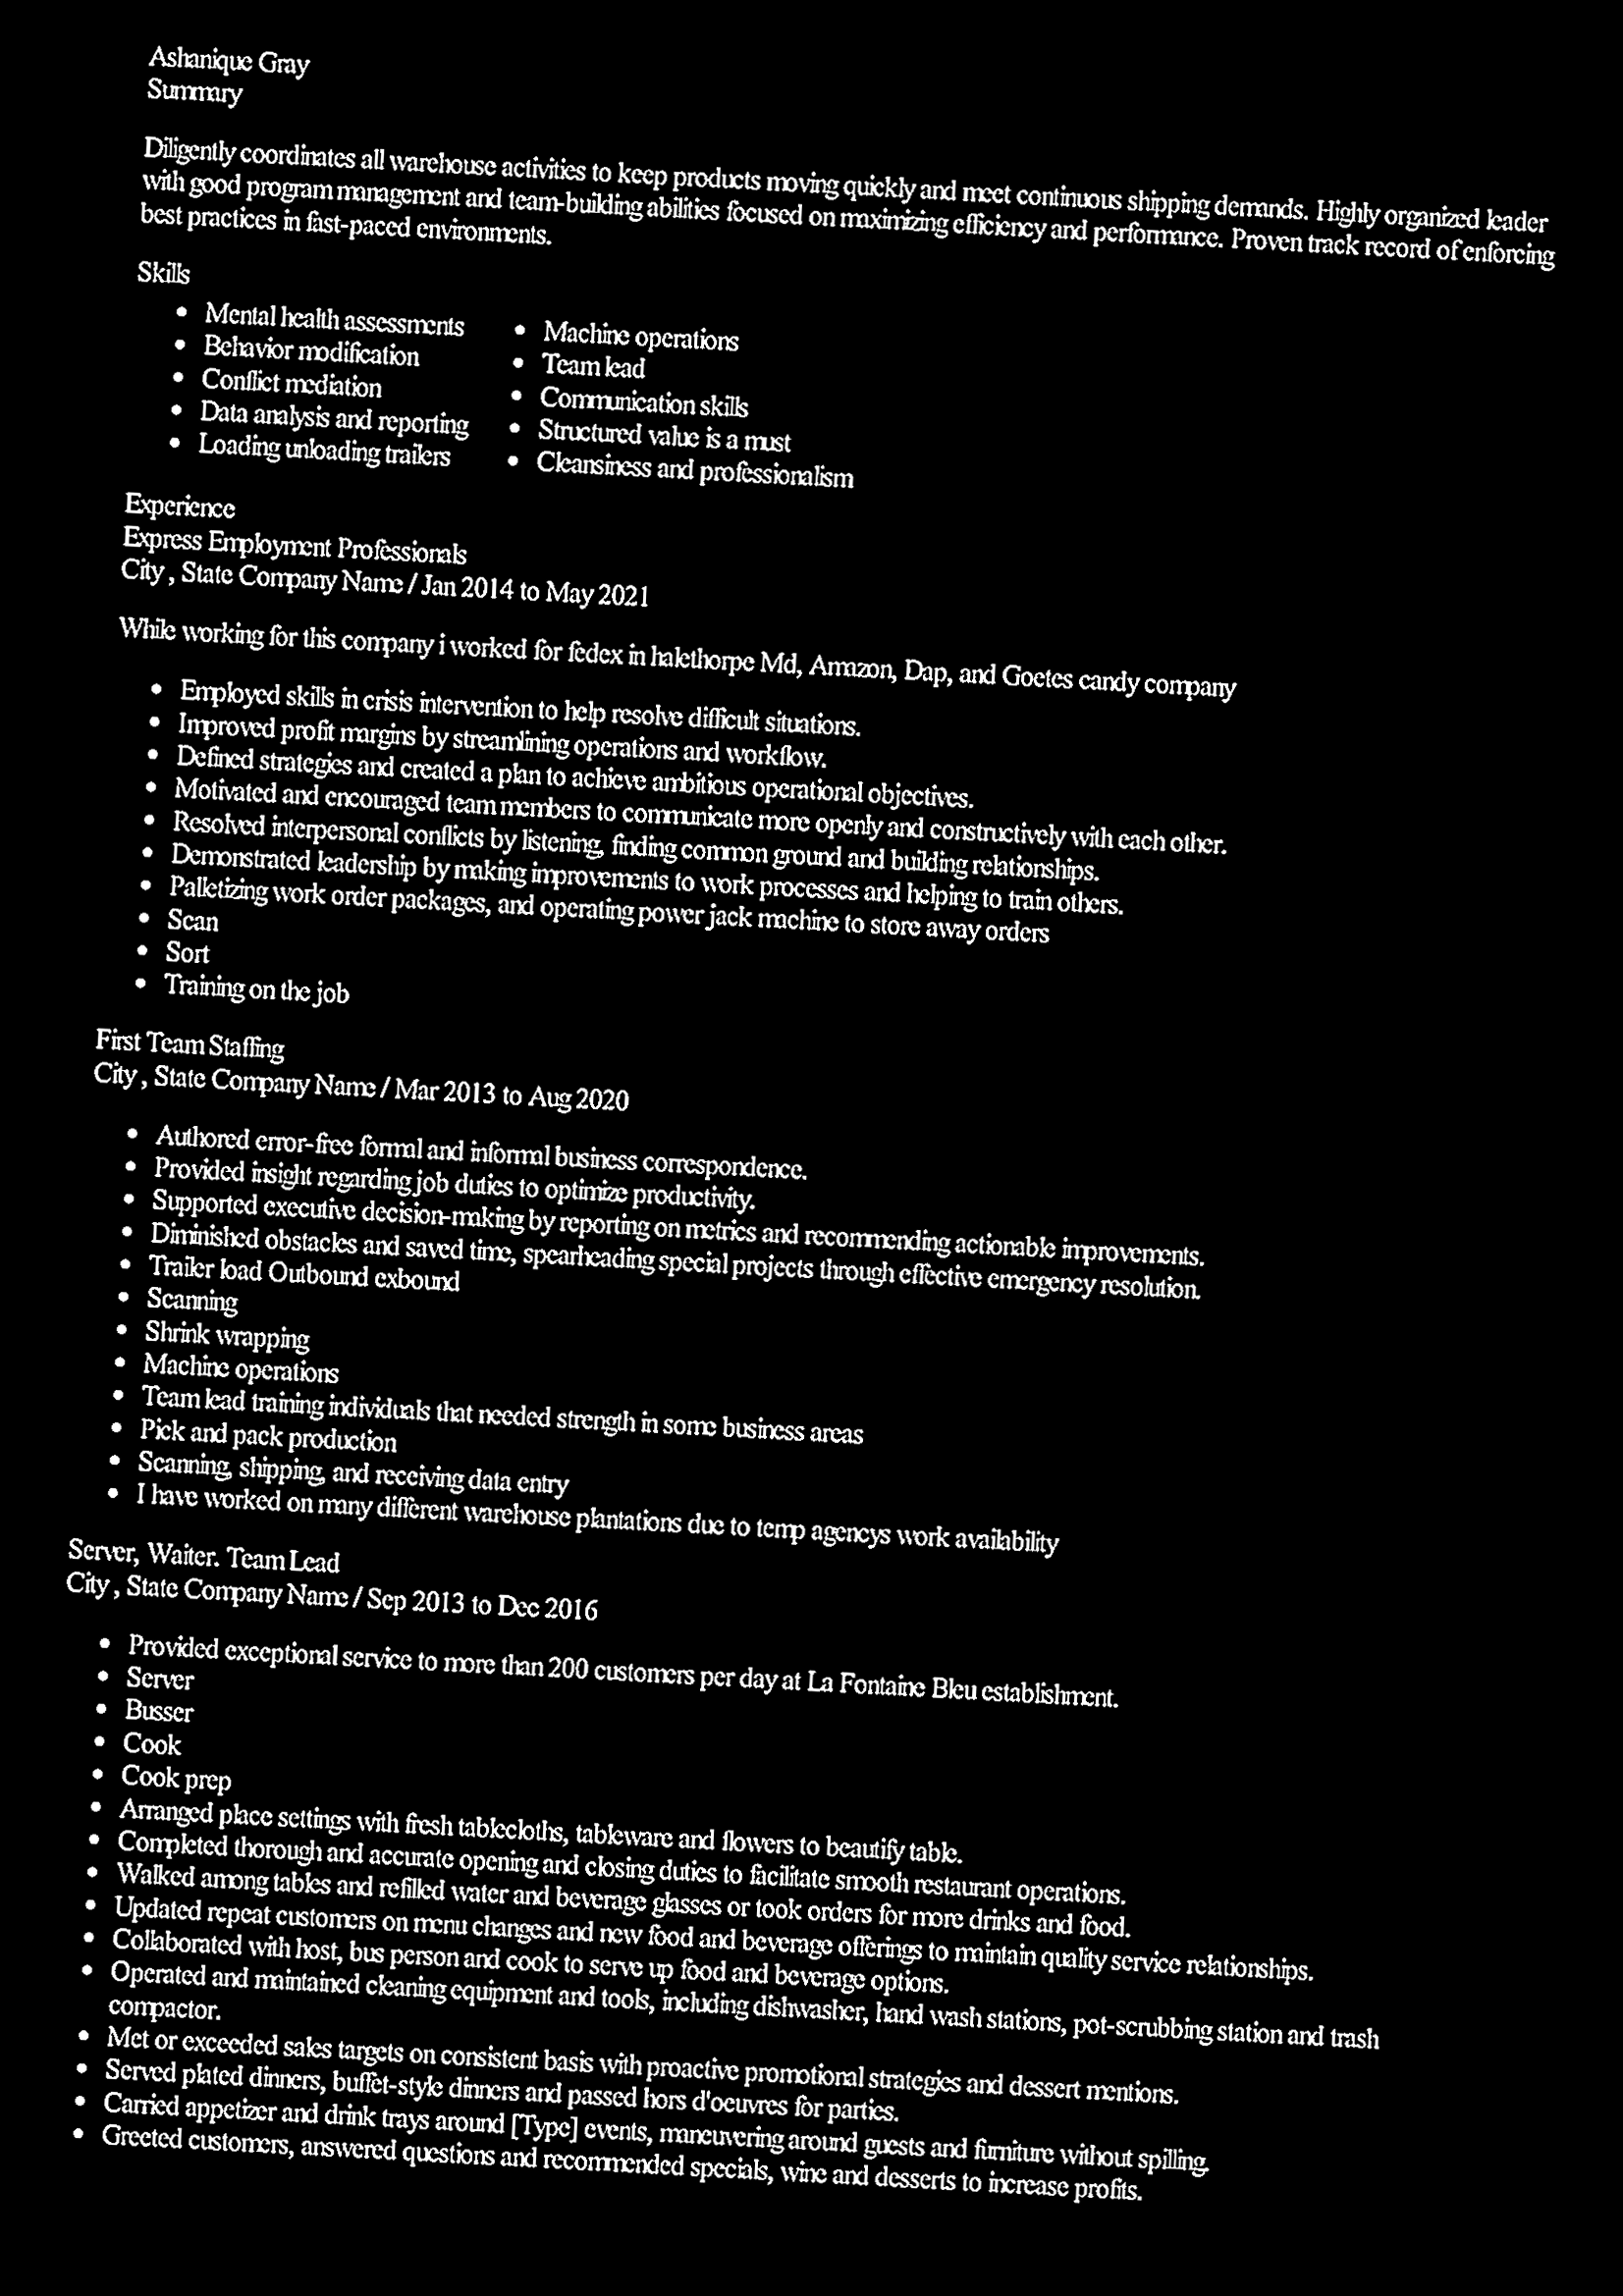 Ashanique Gray
Summary
Diligently coordinates all warehouse activities to keep products moving quickly and meet continuous shipping demands. Highly organized leader
with good program management and team-building abilities focused on maximizing efficiency and performance. Proven track record of enforcing
best practices in fast-paced environments.
Skills
• Mental health assessments
• Behavior modification
• Conflict mediation
• Data analysis and reporting
• Loading unloading trailers
• Machine operations
• Team lead
• Communication skills
• Structured value is a must
• Cleansiness and professionalism
Experience
Express Employment Professionals
City , State Company Name / Jan 2014 to May 2021
While working for this company i worked for fedex in halethorpe Md, Amazon, Dap, and Goetes candy company
• Employed skills in crisis intervention to help resolve difficult situations.
• Improved profit margins by streamlining operations and workflow.
• Defined strategies and created a plan to achieve ambitious operational objectives.
• Motivated and encouraged team members to communicate more openly and constructively with each other.
• Resolved interpersonal conflicts by listening, finding common ground and building relationships.
• Demonstrated leadership by making improvements to work processes and helping to train others.
• Palletizing work order packages, and operating power jack machine to store away orders
• Scan
• Sort
• Training on the job
First Team Staffing
City , State Company Name / Mar 2013 to Aug 2020
• Authored error-free formal and informal business correspondence.
• Provided insight regarding job duties to optimize productivity.
• Supported executive decision-making by reporting on metrics and recommending actionable improvements.
• Diminished obstacles and saved time, spearheading special projects through effective emergency resolution.
• Trailer load Outbound exbound
• Scanning
• Shrink wrapping
• Machine operations
• Team lead training individuals that needed strength in some business areas
• Pick and pack production
• Scanning, shipping, and receiving data entry
• I have worked on many different warehouse plantations due to temp agencys work availability
Server, Waiter. Team Lead
City , State Company Name / Sep 2013 to Dec 2016
• Provided exceptional service to more than 200 customers per day at La Fontaine Bleu establishment.
• Server
• Busser
• Cook
• Cook prep
• Arranged place settings with fresh tablecloths, tableware and flowers to beautify table.
• Completed thorough and accurate opening and closing duties to facilitate smooth restaurant operations.
• Walked among tables and refilled water and beverage glasses or took orders for more drinks and food.
• Updated repeat customers on menu changes and new food and beverage offerings to maintain quality service relationships.
• Collaborated with host, bus person and cook to serve up food and beverage options.
• Operated and maintained cleaning equipment and tools, including dishwasher, hand wash stations, pot-scrubbing station and trash
compactor.
• Met or exceeded sales targets on consistent basis with proactive promotional strategies and dessert mentions.
• Served plated dinners, buffet-style dinners and passed hors d'oeuvres for parties.
• Carried appetizer and drink trays around [Type] events, maneuvering around guests and furniture without spilling.
• Greeted customers, answered questions and recommended specials, wine and desserts to increase profits.